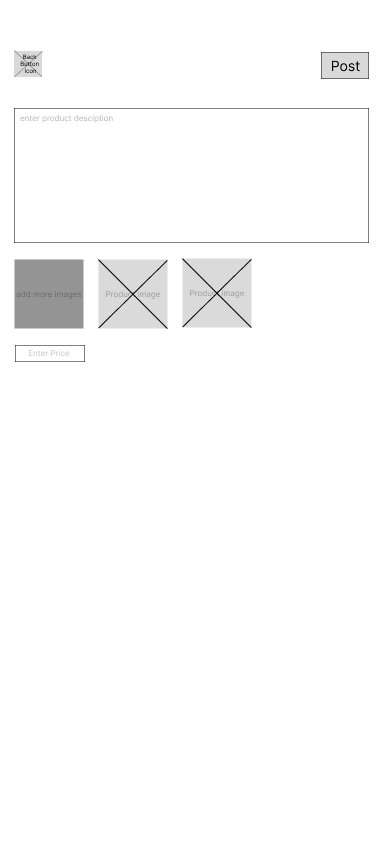 Back
Button
Icon
Post
enter product desciption
add more images
Product Image
Product Image
Enter Price